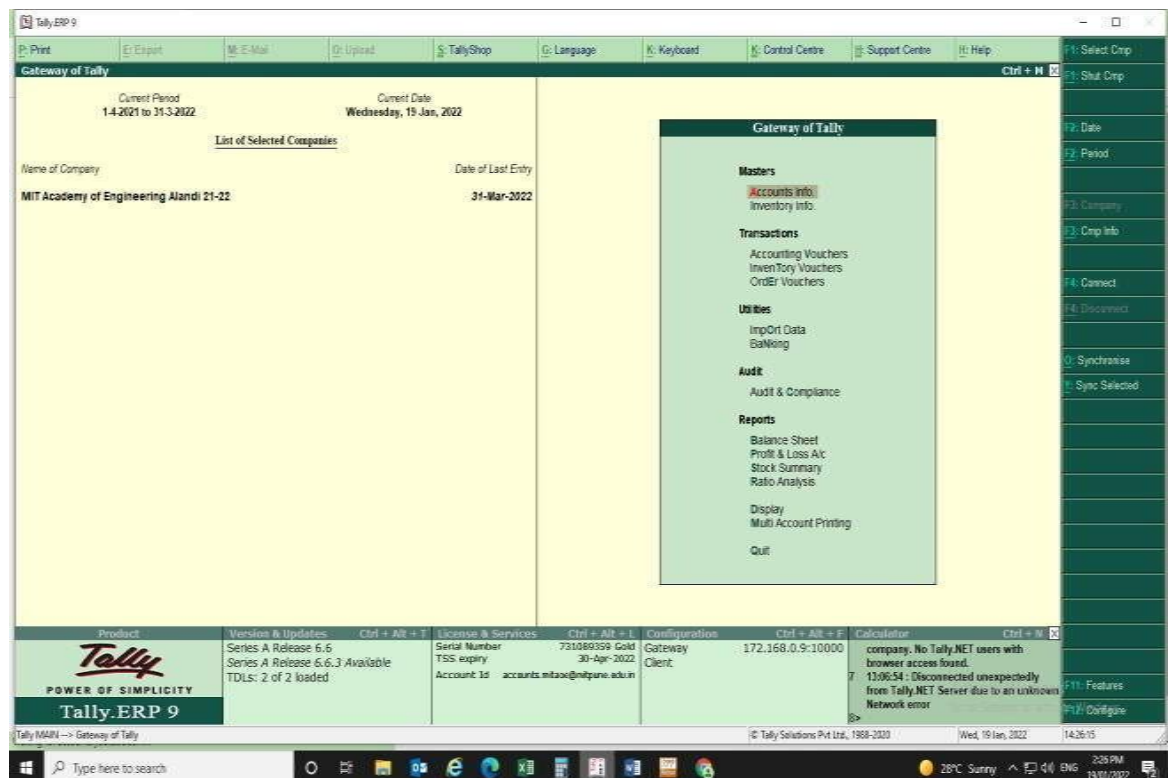 Tally.ERP 9
P: Print E: Export M: E-Mail O: Upload S: TallyShop G: Language K: Keyboard K: Control Centre H: Support Centre H: Help
Gateway of Tally Ctrl + M
Current Period Current Date
1-4-2021 to 31-3-2022 Wednesday, 19 Jan, 2022
List of Selected Companies
Name of Company Date of Last Entry
MIT Academy of Engineering Alandi 21-22 31-Mar-2022
Gateway of Tally
Masters
Accounts Info.
Inventory Info.
Transactions
Accounting Vouchers
InvenTory Vouchers
OrdEr Vouchers
Utilities
ImpOrt Data
BaNking
Audit
Audit & Compliance
Reports
Balance Sheet
Profit & Loss A/c
Stock Summary
Ratio Analysis
Display
Multi Account Printing
Quit
F1: Select Cmp
F1: Shut Cmp
F2: Date
F2: Period
F3: Company
F3: Cmp Info
F4: Connect
F4: Disconnect
O: Synchronise
Y: Sync Selected
F11: Features
F12: Configure
Product
Tally
POWER OF SIMPLICITY
Tally.ERP 9
Version & Updates Ctrl + Alt + T
Series A Release 6.6
Series A Release 6.6.3 Available
TDLs: 2 of 2 loaded
License & Services Ctrl + Alt + L
Serial Number 731089359 Gold
TSS expiry 30-Apr-2022
Account Id accounts.mitaoe@mitpune.edu.in
Configuration Ctrl + Alt + F
Gateway 172.168.0.9:10000
Client
Calculator Ctrl + N
company. No Tally.NET users with
browser access found.
7 13:06:54 : Disconnected unexpectedly
from Tally.NET Server due to an unknown
Network error
8>
Tally MAIN --> Gateway of Tally © Tally Solutions Pvt Ltd., 1988-2020 Wed, 19 Jan, 2022 14:26:15
Type here to search
28°C Sunny ENG 2:26 PM
19/01/2022